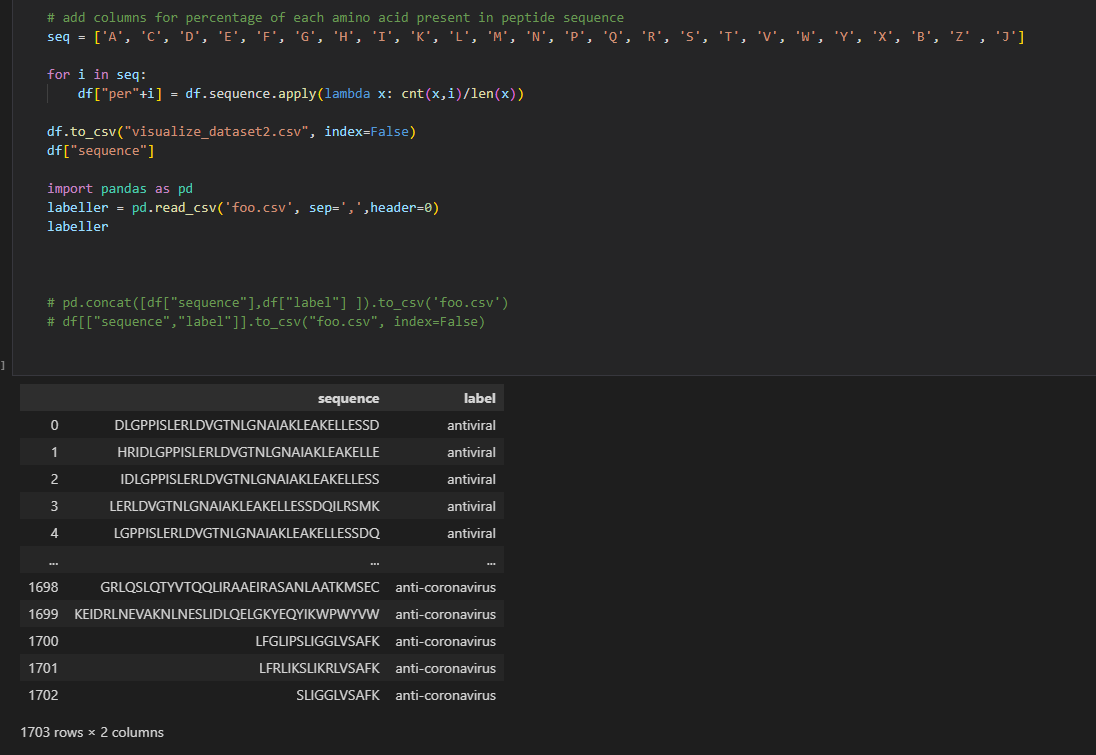 # add columns for percentage of each amino acid present in peptide sequence
seq = ['A', 'C', 'D', 'E', 'F', 'G', 'H', 'I', 'K', 'L', 'M', 'N', 'P', 'Q', 'R', 'S', 'T', 'V', 'W', 'Y', 'X', 'B', 'Z' , 'J']
for i in seq:
df["per"+i] = df.sequence.apply(lambda x: cnt(x,i)/len(x))
df.to_csv("visualize_dataset2.csv", index=False)
df["sequence"]
import pandas as pd
labeller = pd.read_csv('foo.csv', sep=',',header=0)
labeller
# pd.concat([df["sequence"],df["label"] ]).to_csv('foo.csv')
# df[["sequence","label"]].to_csv("foo.csv", index=False)
]
sequence label
0 DLGPPISLERLDVGTNLGNAIAKLEAKELLESSD antiviral
1 HRIDLGPPISLERLDVGTNLGNAIAKLEAKELLE antiviral
2 IDLGPPISLERLDVGTNLGNAIAKLEAKELLESS antiviral
3 LERLDVGTNLGNAIAKLEAKELLESSDQILRSMK antiviral
4 LGPPISLERLDVGTNLGNAIAKLEAKELLESSDQ antiviral
... ... ...
1698 GRLQSLQTYVTQQLIRAAEIRASANLAATKMSEC anti-coronavirus
1699 KEIDRLNEVAKNLNESLIDLQELGKYEQYIKWPWYVW anti-coronavirus
1700 LFGLIPSLIGGLVSAFK anti-coronavirus
1701 LFRLIKSLIKRLVSAFK anti-coronavirus
1702 SLIGGLVSAFK anti-coronavirus
1703 rows × 2 columns